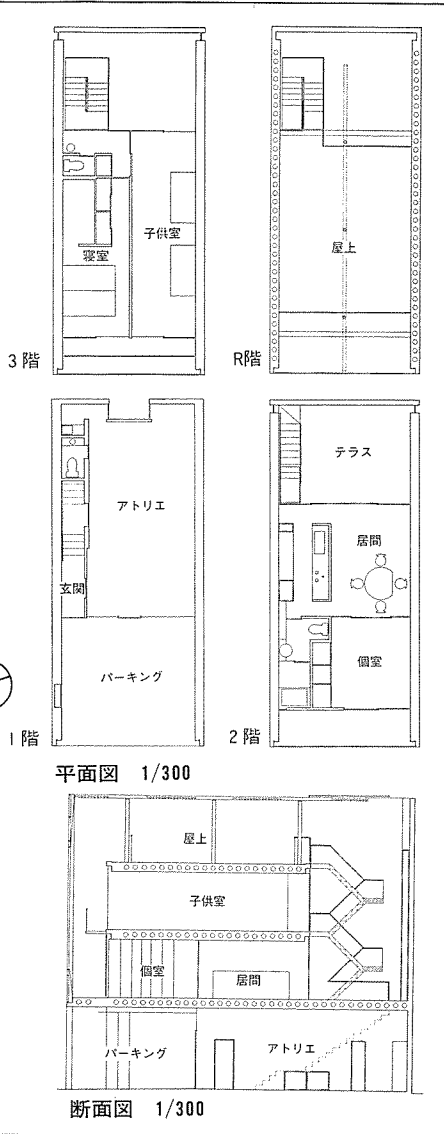 寝室
子供室
3階
屋上
R階
アトリエ
玄関
パーキング
1階
テラス
居間
個室
2階
平面図 1/300
屋上
子供室
個室
居間
パーキング
アトリエ
断面図 1/300